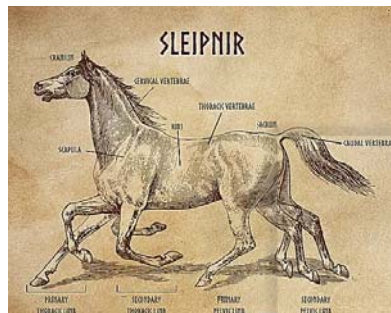 SLEIPNIR
CRANIUM
CERVICAL VERTEBRAE
THORACIC VERTEBRAE
RIBS
SACRUM
SCAPULA
CAUDAL VERTEBRAE
PRIMARY
THORACIC LIMB
SECONDARY
THORACIC LIMB
PRIMARY
PELVIC LIMB
SECONDARY
PELVIC LIMB